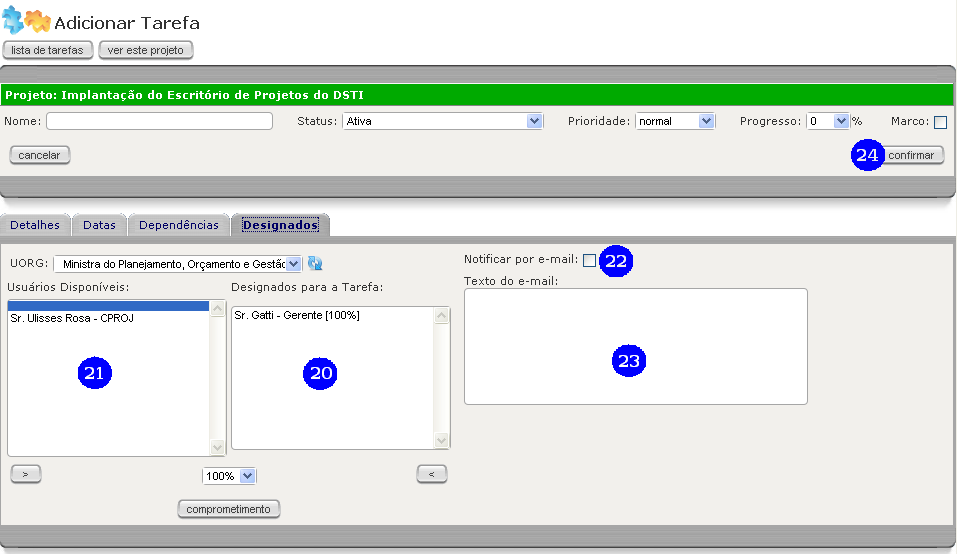 Adicionar Tarefa
lista de tarefas ver este projeto
Projeto: Implantação do Escritório de Projetos do DSTI
Nome: Status: Ativa Prioridade: normal Progresso: 0 % Marco:
cancelar 24 confirmar
Detalhes Datas Dependências Designados
UORG: Ministra do Planejamento, Orçamento e Gestão Notificar por e-mail: 22
Usuários Disponíveis: Designados para a Tarefa: Texto do e-mail:
Sr. Ulisses Rosa - CPROJ Sr. Gatti - Gerente [100%]
21 20 23
> 100% <
comprometimento